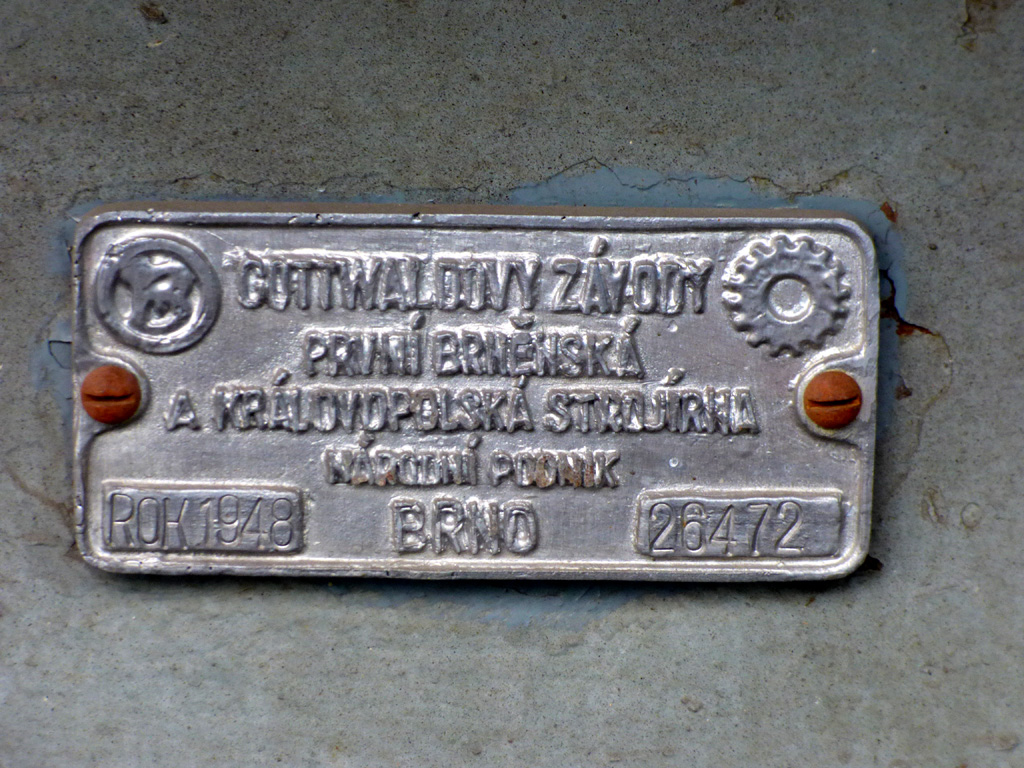 GOTTWALDOVY ZÁVODY
PRVNÍ BRNĚNSKÁ
A KRÁLOVOPOLSKÁ STROJÍRNA
NÁRODNÍ PODNIK
ROK 1948 BRNO 26472